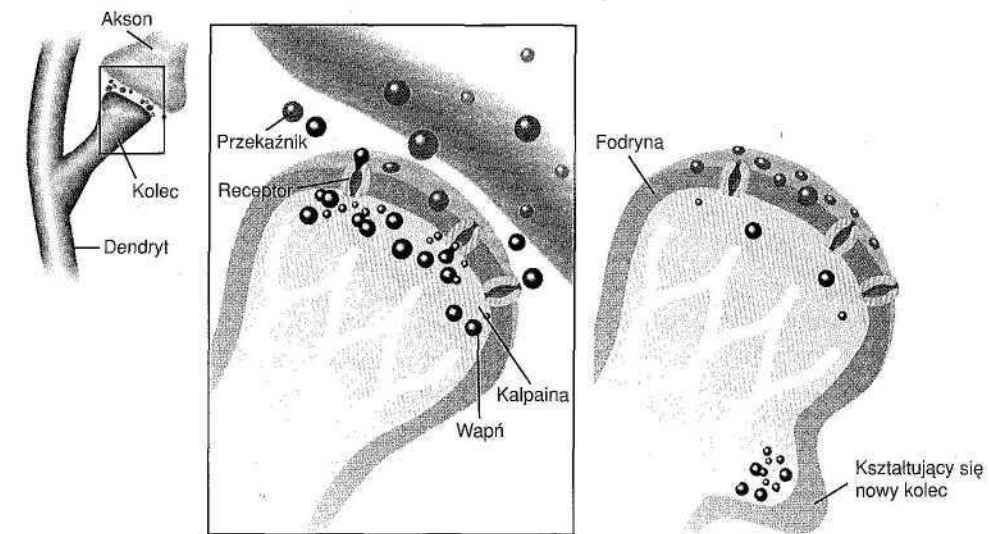 Akson
Kolec
Dendryt
Przekaźnik
Receptor
Kalpaina
Wapń
Fodryna
Kształtujący się
nowy kolec